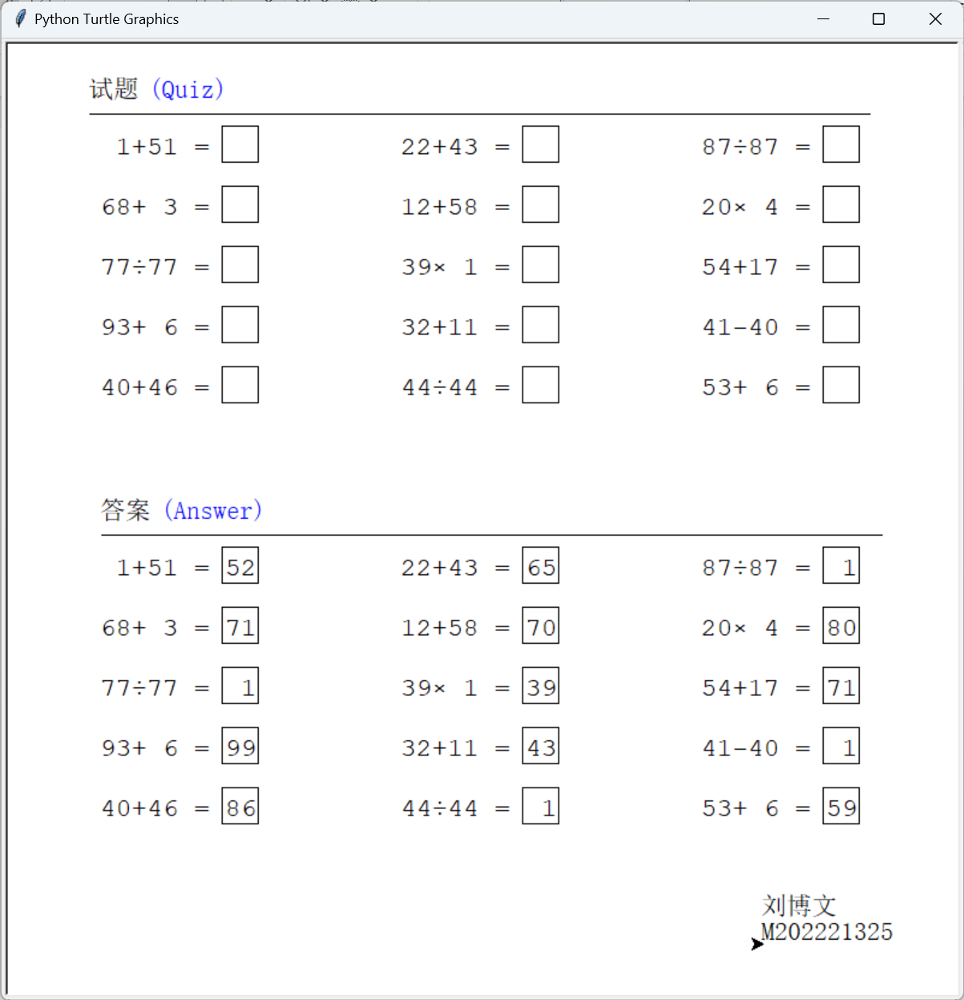 Python Turtle Graphics
试题 (Quiz)
1+51 = 22+43 = 87÷87 =
68+ 3 = 12+58 = 20× 4 =
77÷77 = 39× 1 = 54+17 =
93+ 6 = 32+11 = 41-40 =
40+46 = 44÷44 = 53+ 6 =
答案 (Answer)
1+51 = 52 22+43 = 65 87÷87 = 1
68+ 3 = 71 12+58 = 70 20× 4 = 80
77÷77 = 1 39× 1 = 39 54+17 = 71
93+ 6 = 99 32+11 = 43 41-40 = 1
40+46 = 86 44÷44 = 1 53+ 6 = 59
刘博文
M202221325